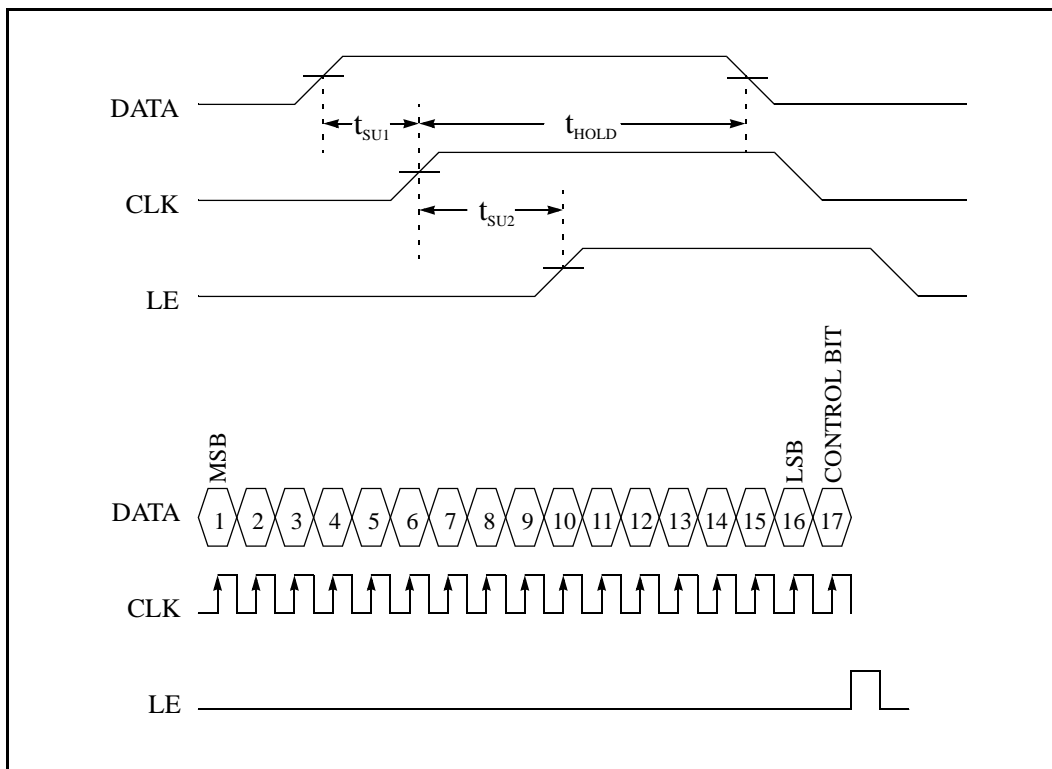 DATA
tSU1
tHOLD
CLK
tSU2
LE
MSB
LSB
CONTROL BIT
DATA
1 2 3 4 5 6 7 8 9 10 11 12 13 14 15 16 17
CLK
LE